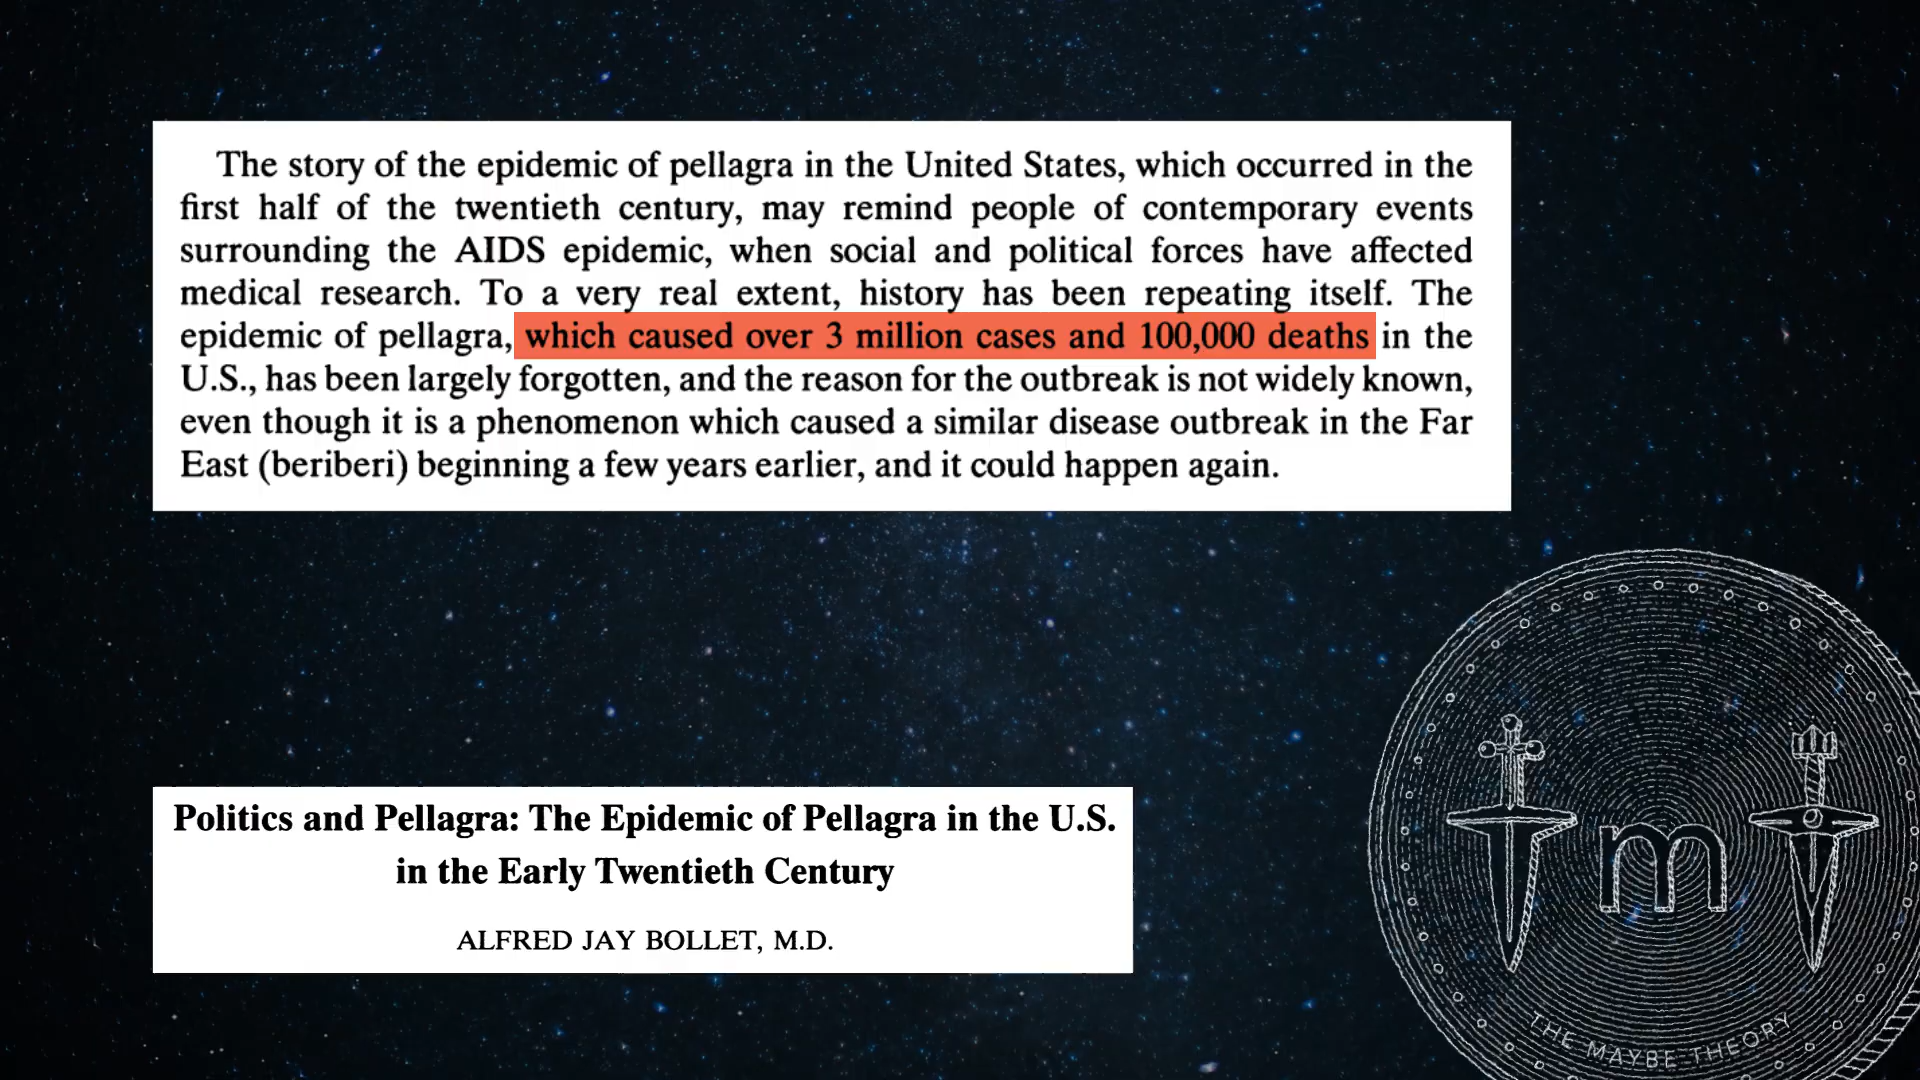 The story of the epidemic of pellagra in the United States, which occurred in the
first half of the twentieth century, may remind people of contemporary events
surrounding the AIDS epidemic, when social and political forces have affected
medical research. To a very real extent, history has been repeating itself. The
epidemic of pellagra, which caused over 3 million cases and 100,000 deaths in the
U.S., has been largely forgotten, and the reason for the outbreak is not widely known,
even though it is a phenomenon which caused a similar disease outbreak in the Far
East (beriberi) beginning a few years earlier, and it could happen again.
Politics and Pellagra: The Epidemic of Pellagra in the U.S.
in the Early Twentieth Century
ALFRED JAY BOLLET, M.D.
m
THE MAYBE THEORY